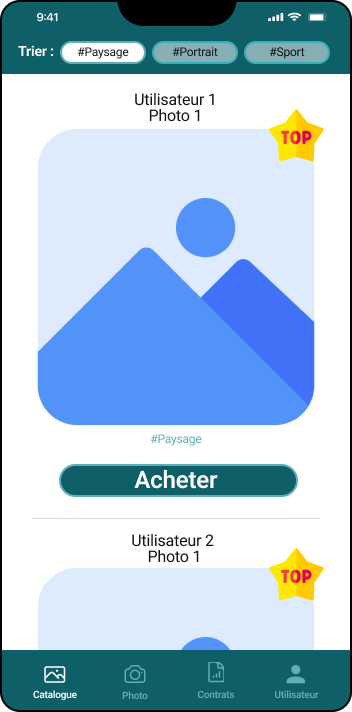 9:41
Trier : #Paysage #Portrait #Sport
Utilisateur 1
Photo 1
TOP
#Paysage
Acheter
Utilisateur 2
Photo 1
TOP
Catalogue Photo Contrats Utilisateur